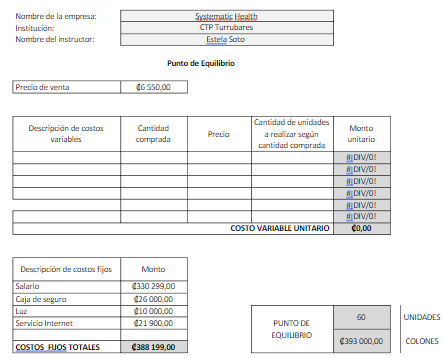 Nombre de la empresa: Systematic Health
Institución: CTP Turrubares
Nombre del instructor: Estela Soto
Punto de Equilibrio
Precio de venta ₡6 550,00
Descripción de costos variables Cantidad comprada Precio Cantidad de unidades a realizar según cantidad comprada Monto unitario
#¡DIV/0!
#¡DIV/0!
#¡DIV/0!
#¡DIV/0!
#¡DIV/0!
#¡DIV/0!
COSTO VARIABLE UNITARIO ₡0,00
Descripción de costos fijos Monto
Salario ₡330 299,00
Caja de seguro ₡26 000,00
Luz ₡10 000,00
Servicio Internet ₡21 900,00
COSTOS FIJOS TOTALES ₡388 199,00
PUNTO DE EQUILIBRIO
60 UNIDADES
₡393 000,00 COLONES